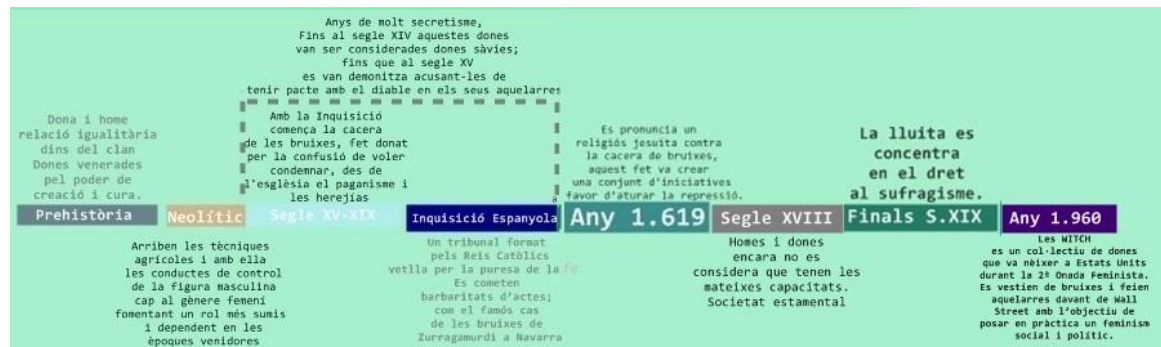 Anys de molt secretisme,
Fins al segle XIV aquestes dones
van ser considerades dones sàvies;
fins que al segle XV
es van demonitza acusant-les de
tenir pacte amb el diable en els seus aquelarres
Dona i home
relació igualitària
dins del clan
Dones venerades
pel poder de
creació i cura.
Amb la Inquisició
comença la cacera
de les bruixes, fet donat
per la confusió de voler
condemnar, des de
l'esglèsia el paganisme i
les herejías
a
Es pronuncia un
religiós jesuïta contra
la cacera de bruixes,
aquest fet va crear
una conjunt d'iniciatives
favor d'aturar la repressió.
La lluita es
concentra
en el dret
al sufragisme.
Prehistòria
Neolític
Segle XV-XIX
Inquisició Espanyola
Any 1.619
Segle XVIII
Finals S.XIX
Any 1.960
Arriben les tècniques
agrícoles i amb ella
les conductes de control
de la figura masculina
cap al gènere femení
fomentant un rol més sumis
i dependent en les
èpoques venidores
Un tribunal format
pels Reis Catòlics
vetlla per la puresa de la fe
Es cometen
barbaritats d'actes;
com el famós cas
de les bruixes de
Zurragamurdi a Navarra
Homes i dones
encara no es
considera que tenen les
mateixes capacitats.
Societat estamental
Les WITCH
es un col·lectiu de dones
que va nèixer a Estats Units
durant la 2ª Onada Feminista.
Es vestien de bruixes i feien
aquelarres davant de Wall
Street amb l'objectiu de
posar en pràctica un feminism
social i polític.